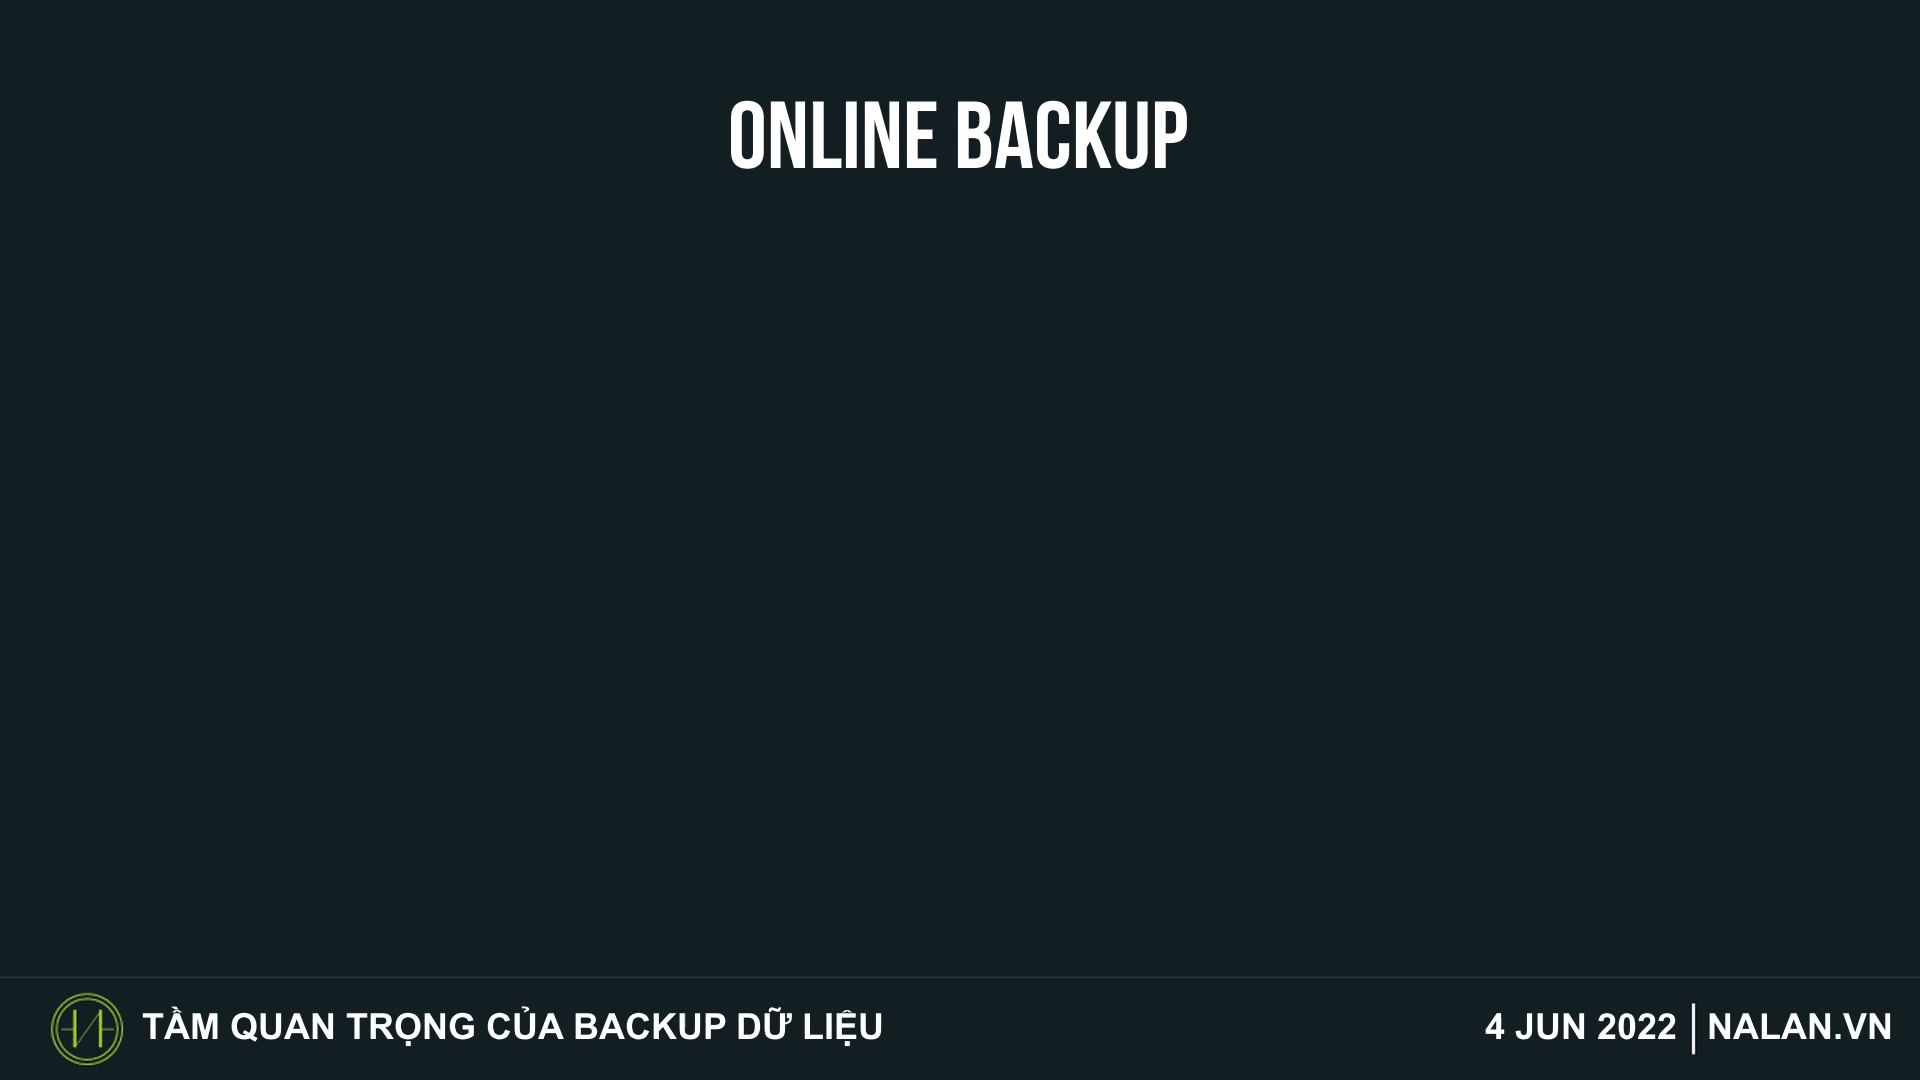 ONLINE BACKUP
TẦM QUAN TRỌNG CỦA BACKUP DỮ LIỆU
4 JUN 2022 | NALAN.VN